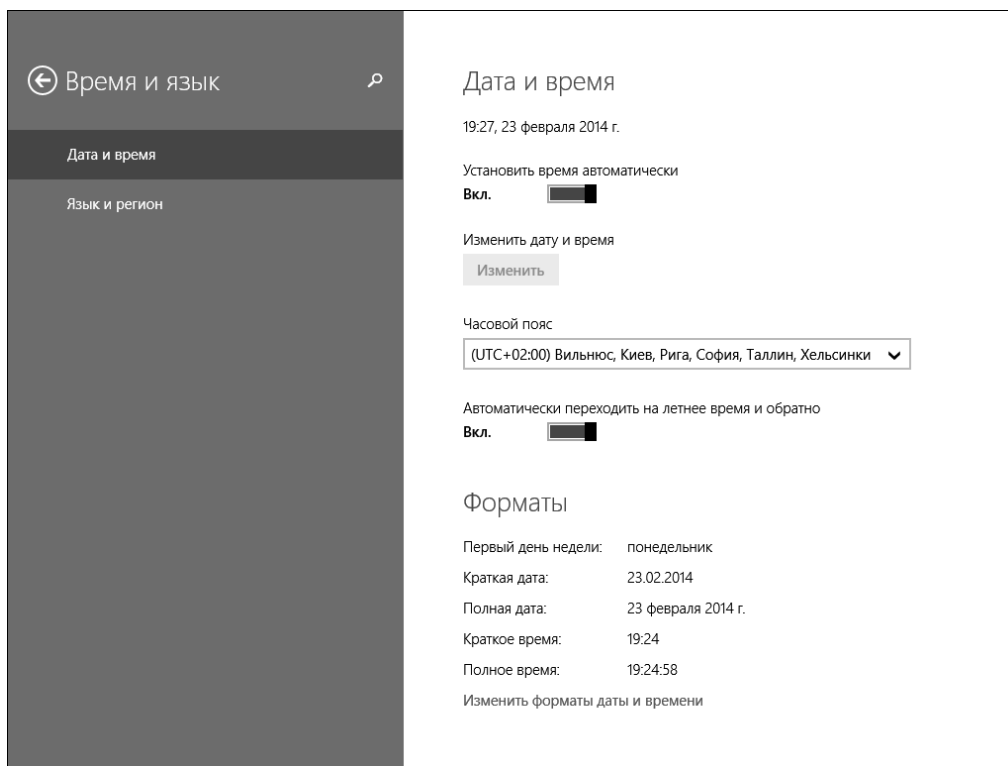 Время и язык
Дата и время
Язык и регион
Дата и время
19:27, 23 февраля 2014 г.
Установить время автоматически
Вкл.
Изменить дату и время
Изменить
Часовой пояс
(UTC+02:00) Вильнюс, Киев, Рига, София, Таллин, Хельсинки
Автоматически переходить на летнее время и обратно
Вкл.
Форматы
Первый день недели: понедельник
Краткая дата: 23.02.2014
Полная дата: 23 февраля 2014 г.
Краткое время: 19:24
Полное время: 19:24:58
Изменить форматы даты и времени